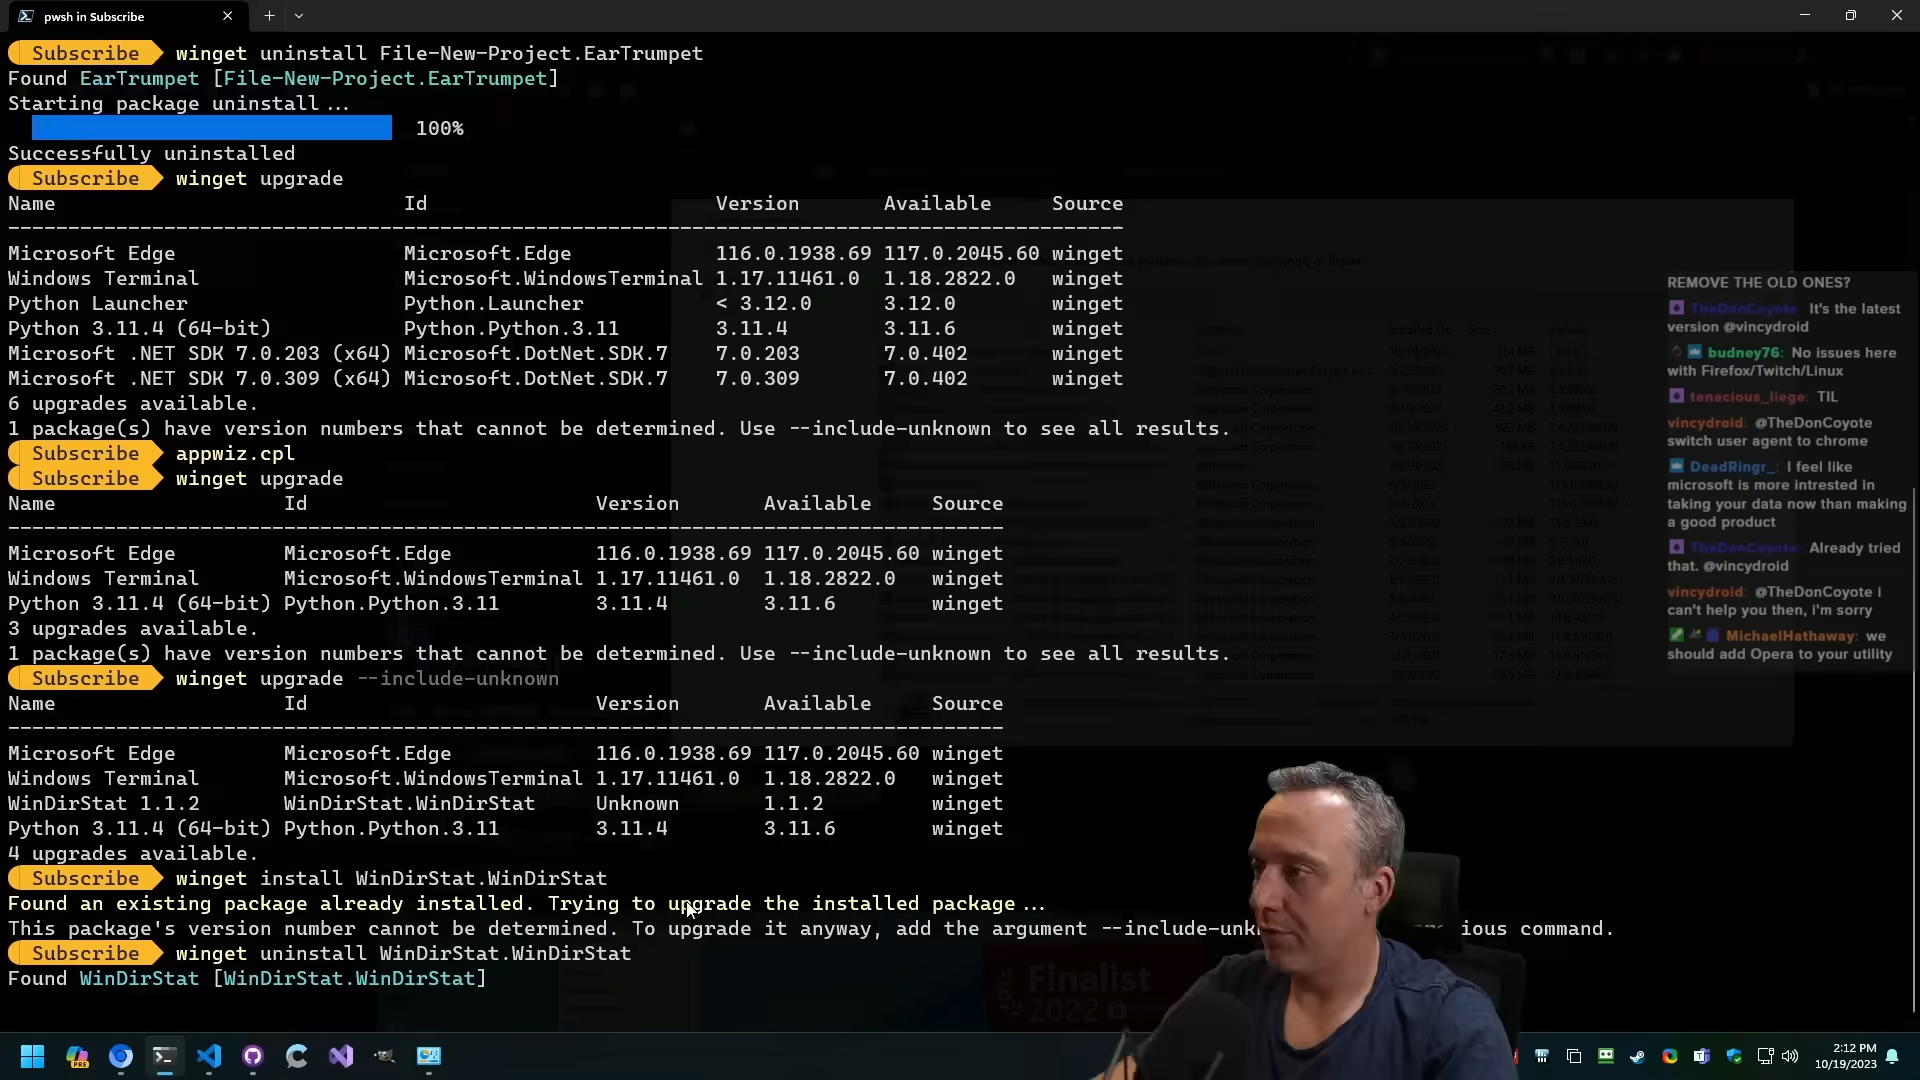 pwsh in Subscribe
Subscribe winget uninstall File-New-Project.EarTrumpet
Found EarTrumpet [File-New-Project.EarTrumpet]
Starting package uninstall...
100%
Successfully uninstalled
Subscribe winget upgrade
Name Id Version Available Source
Microsoft Edge Microsoft.Edge 116.0.1938.69 117.0.2045.60 winget
Windows Terminal Microsoft.WindowsTerminal 1.17.11461.0 1.18.2822.0 winget
Python Launcher Python.Launcher < 3.12.0 3.12.0 winget
Python 3.11.4 (64-bit) Python.Python.3.11 3.11.4 3.11.6 winget
Microsoft .NET SDK 7.0.203 (x64) Microsoft.DotNet.SDK.7 7.0.203 7.0.402 winget
Microsoft .NET SDK 7.0.309 (x64) Microsoft.DotNet.SDK.7 7.0.309 7.0.402 winget
6 upgrades available.
1 package(s) have version numbers that cannot be determined. Use --include-unknown to see all results.
Subscribe appwiz.cpl
Subscribe winget upgrade
Name Id Version Available Source
Microsoft Edge Microsoft.Edge 116.0.1938.69 117.0.2045.60 winget
Windows Terminal Microsoft.WindowsTerminal 1.17.11461.0 1.18.2822.0 winget
Python 3.11.4 (64-bit) Python.Python.3.11 3.11.4 3.11.6 winget
3 upgrades available.
1 package(s) have version numbers that cannot be determined. Use --include-unknown to see all results.
Subscribe winget upgrade --include-unknown
Name Id Version Available Source
Microsoft Edge Microsoft.Edge 116.0.1938.69 117.0.2045.60 winget
Windows Terminal Microsoft.WindowsTerminal 1.17.11461.0 1.18.2822.0 winget
WinDirStat 1.1.2 WinDirStat.WinDirStat Unknown 1.1.2 winget
Python 3.11.4 (64-bit) Python.Python.3.11 3.11.4 3.11.6 winget
4 upgrades available.
Subscribe winget install WinDirStat.WinDirStat
Found an existing package already installed. Trying to upgrade the installed package...
This package's version number cannot be determined. To upgrade it anyway, add the argument --include-unk ious command.
Subscribe winget uninstall WinDirStat.WinDirStat
Found WinDirStat [WinDirStat.WinDirStat]
REMOVE THE OLD ONES?
TheDonCoyote: It's the latest
version @vincydroid
budney76: No issues here
with Firefox/Twitch/Linux
tenacious_liege: TIL
vincydroid: @TheDonCoyote
switch user agent to chrome
DeadRingr_: I feel like
microsoft is more intrested in
taking your data now than making
a good product
TheDonCoyote: Already tried
that. @vincydroid
vincydroid: @TheDonCoyote i
can't help you then, i'm sorry
MichaelHathaway: we
should add Opera to your utility
Finalist
2022
PRE
2:12 PM
10/19/2023